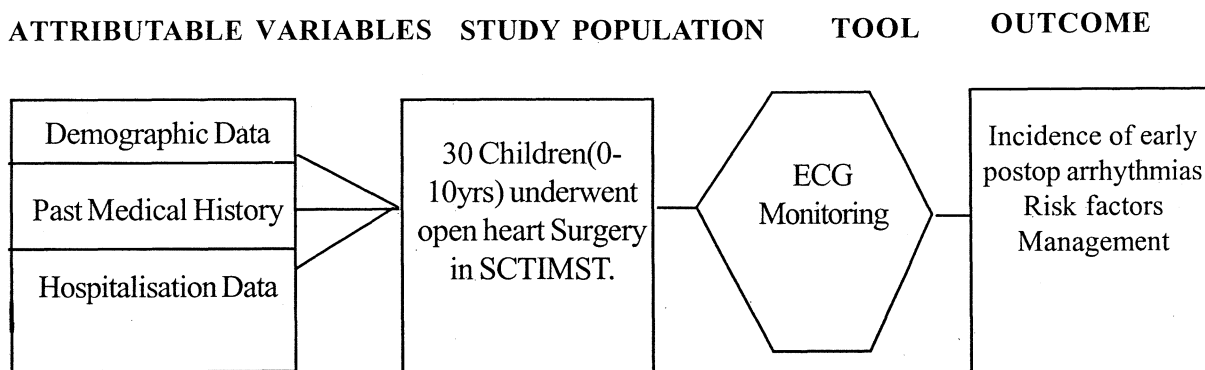 ATTRIBUTABLE VARIABLES STUDY POPULATION TOOL OUTCOME
Demographic Data
Past Medical History
Hospitalisation Data
30 Children(0-
10yrs) underwent
open heart Surgery
in SCTIMST.
ECG
Monitoring
Incidence of early
postop arrhythmias
Risk factors
Management